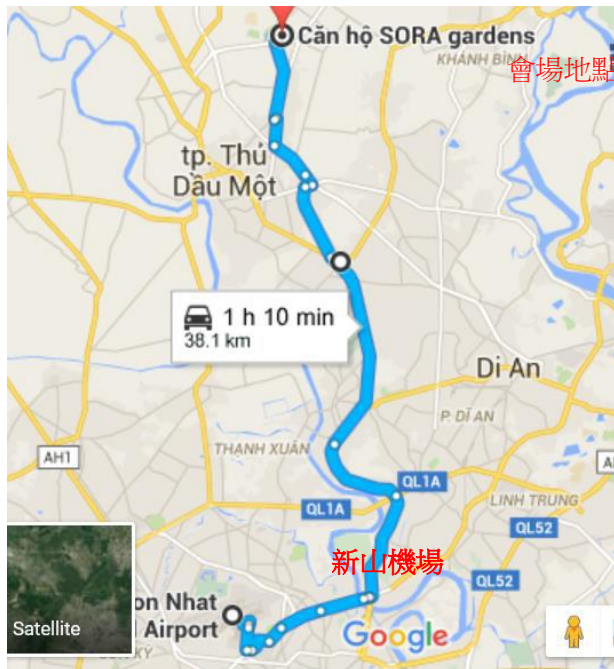 Căn hộ SORA gardens
KHÁNH BÌNH
會場地點
tp. Thủ
Dầu Một
1 h 10 min
38.1 km
Di An
P. DĨ AN
THẠNH XUÂN
AH1
QL1A
LINH TRUNG
QL1A
QL52
新山機場
QL52
on Nhat
Airport
Satellite
Google